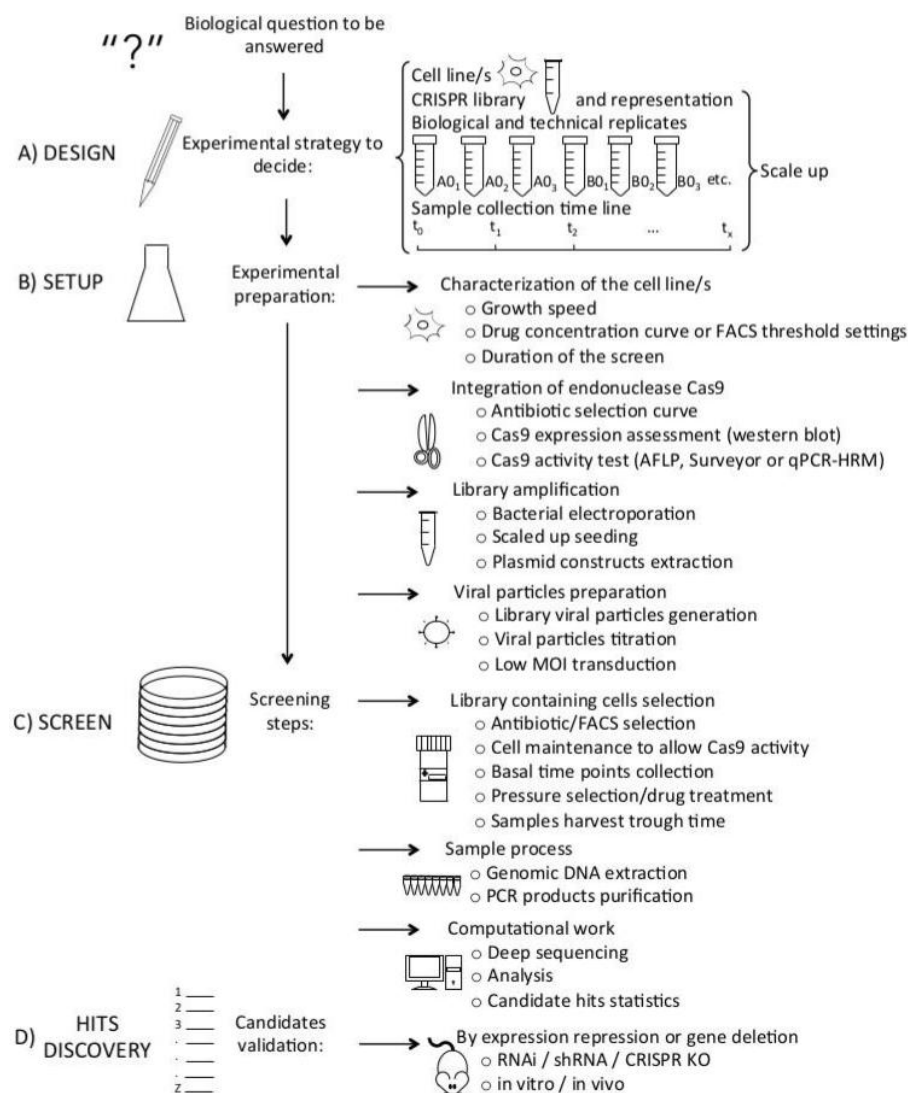 "?"
Biological question to be
answered
A) DESIGN
Experimental strategy to
decide:
Cell line/s
CRISPR library and representation
Biological and technical replicates
A0₁ A0₂ A0₃ B0₁ B0₂ B0₃ etc.
Sample collection time line
t₀ t₁ t₂ ... tₓ
Scale up
B) SETUP
Experimental
preparation:
Characterization of the cell line/s
○ Growth speed
○ Drug concentration curve or FACS threshold settings
○ Duration of the screen
Integration of endonuclease Cas9
○ Antibiotic selection curve
○ Cas9 expression assessment (western blot)
○ Cas9 activity test (AFLP, Surveyor or qPCR-HRM)
Library amplification
○ Bacterial electroporation
○ Scaled up seeding
○ Plasmid constructs extraction
Viral particles preparation
○ Library viral particles generation
○ Viral particles titration
○ Low MOI transduction
C) SCREEN
Screening
steps:
Library containing cells selection
○ Antibiotic/FACS selection
○ Cell maintenance to allow Cas9 activity
○ Basal time points collection
○ Pressure selection/drug treatment
○ Samples harvest trough time
Sample process
○ Genomic DNA extraction
○ PCR products purification
Computational work
○ Deep sequencing
○ Analysis
○ Candidate hits statistics
D) HITS
DISCOVERY
1
2
3
.
.
.
z
Candidates
validation:
By expression repression or gene deletion
○ RNAi / shRNA / CRISPR KO
○ in vitro / in vivo